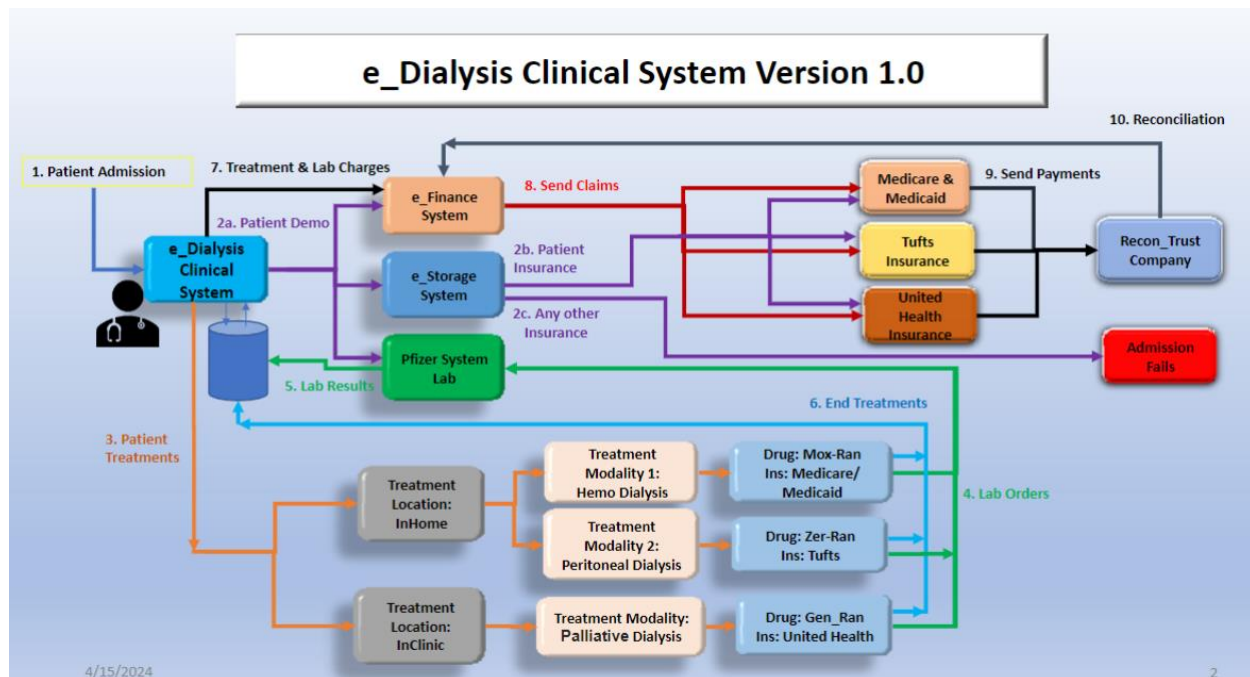 e_Dialysis Clinical System Version 1.0
10. Reconciliation
1. Patient Admission
7. Treatment & Lab Charges
8. Send Claims
9. Send Payments
e_Finance
System
Medicare &
Medicaid
2a. Patient Demo
e_Dialysis
Clinical
System
2b. Patient
Insurance
Tufts
Insurance
Recon_Trust
Company
e_Storage
System
2c. Any other
Insurance
United
Health
Insurance
Pfizer System
Lab
Admission
Fails
5. Lab Results
6. End Treatments
3. Patient
Treatments
Treatment
Location:
InHome
Treatment
Modality 1:
Hemo Dialysis
Drug: Mox-Ran
Ins: Medicare/
Medicaid
4. Lab Orders
Treatment
Modality 2:
Peritoneal Dialysis
Drug: Zer-Ran
Ins: Tufts
Treatment
Location:
InClinic
Treatment Modality:
Palliative Dialysis
Drug: Gen_Ran
Ins: United Health
4/15/2024
2